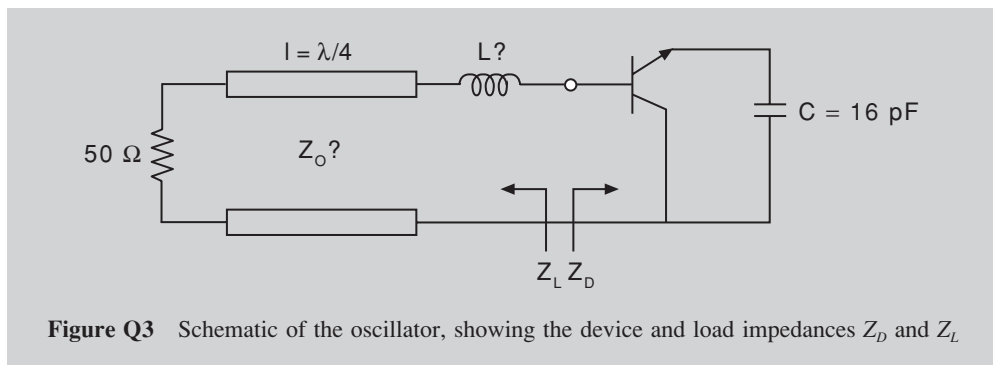 l = λ/4
L?
50 Ω
Z_O?
C = 16 pF
Z_L Z_D
Figure Q3 Schematic of the oscillator, showing the device and load impedances Z_D and Z_L